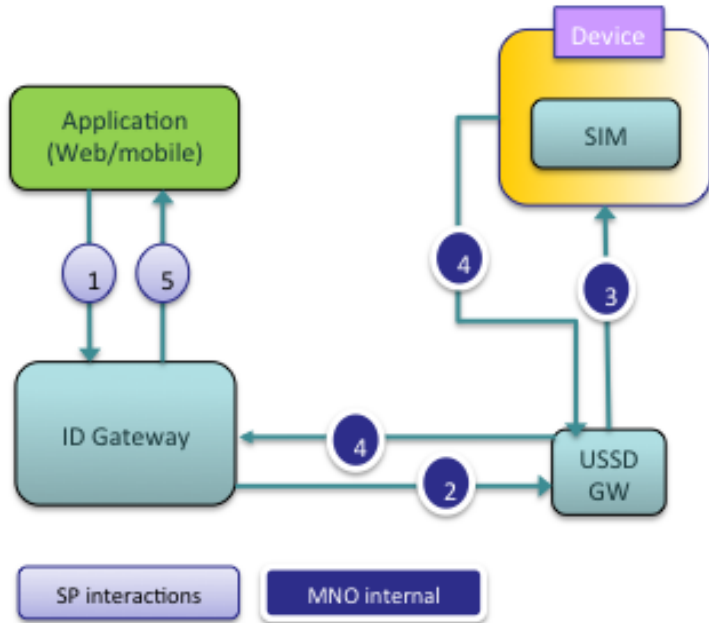 Device
Application
(Web/mobile)
SIM
4
1
5
3
ID Gateway
4
USSD
GW
2
SP interactions
MNO internal